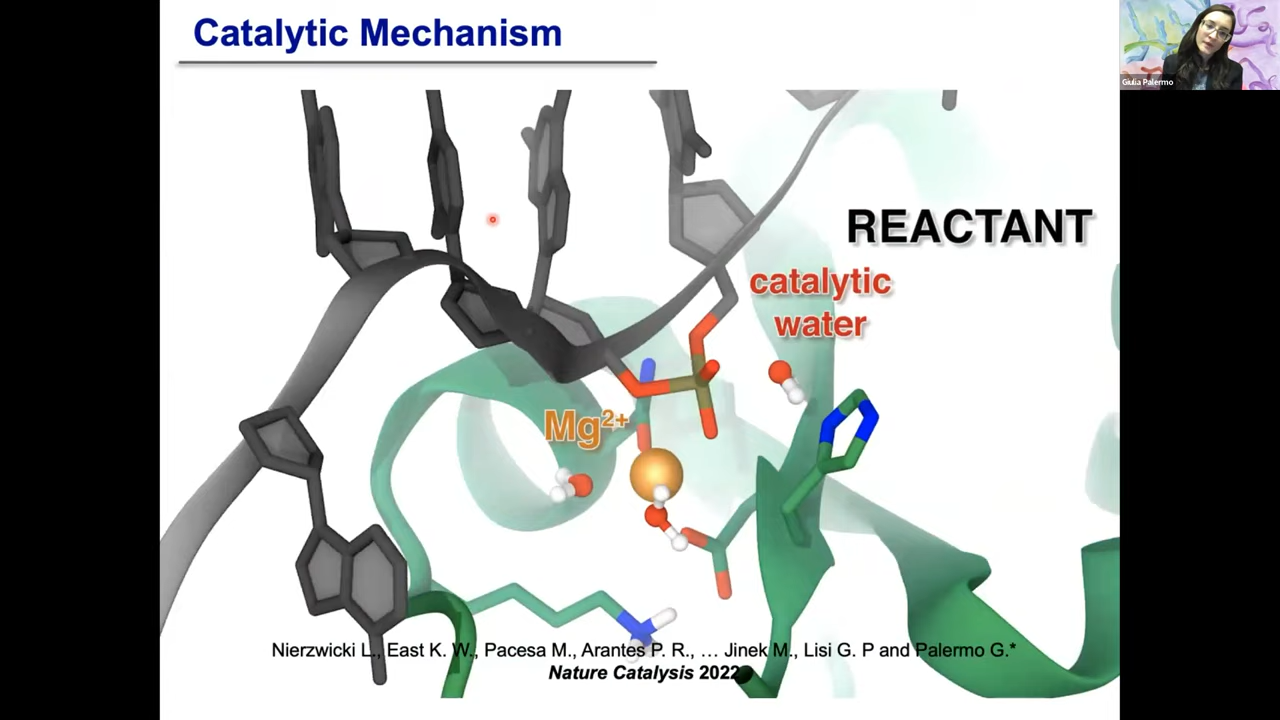 Catalytic Mechanism
Giulia Palermo
REACTANT
catalytic
water
Mg²⁺
Nierzwicki L., East K. W., Pacesa M., Arantes P. R., … Jinek M., Lisi G. P and Palermo G.*
Nature Catalysis 2022